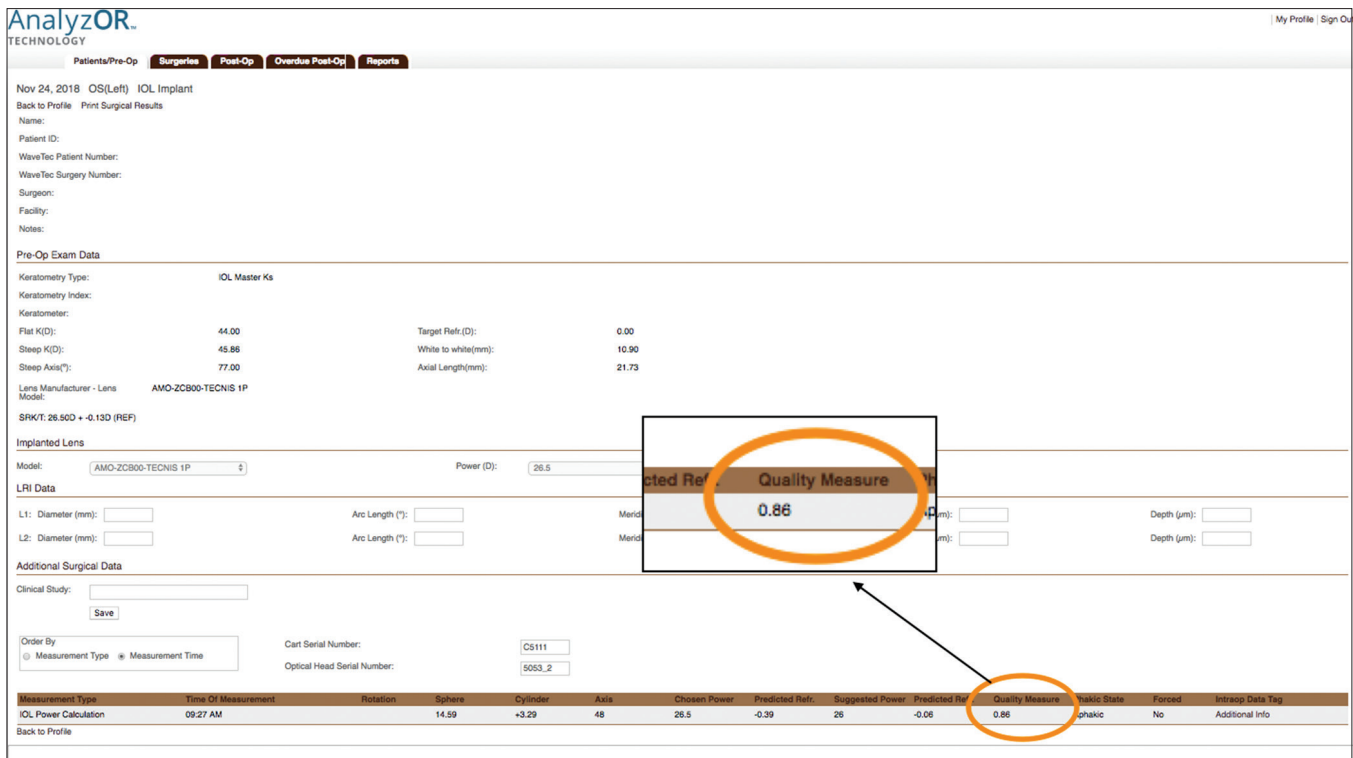 AnalyzOR™
TECHNOLOGY
My Profile | Sign Ou
Patients/Pre-Op Surgeries Post-Op Overdue Post-Op Reports
Nov 24, 2018 OS(Left) IOL Implant
Back to Profile Print Surgical Results
Name:
Patient ID:
WaveTec Patient Number:
WaveTec Surgery Number:
Surgeon:
Facility:
Notes:
Pre-Op Exam Data
Keratometry Type: IOL Master Ks
Keratometry Index:
Keratometer:
Flat K(D): 44.00 Target Refr.(D): 0.00
Steep K(D): 45.86 White to white(mm): 10.90
Steep Axis(º): 77.00 Axial Length(mm): 21.73
Lens Manufacturer - Lens AMO-ZCB00-TECNIS 1P
Model:
SRK/T: 26.50D + -0.13D (REF)
Implanted Lens
Model: AMO-ZCB00-TECNIS 1P Power (D): 26.5
LRI Data
L1: Diameter (mm): Arc Length (º): Meridi µm): Depth (µm):
L2: Diameter (mm): Arc Length (º): Meridi µm): Depth (µm):
cted Ref. Quality Measure Ph
0.86
Additional Surgical Data
Clinical Study:
Save
Order By
Measurement Type Measurement Time
Cart Serial Number: C5111
Optical Head Serial Number: 5053_2
Measurement Type Time Of Measurement Rotation Sphere Cylinder Axis Chosen Power Predicted Refr. Suggested Power Predicted Ref Quality Measure Phakic State Forced Intraop Data Tag
IOL Power Calculation 09:27 AM 14.59 +3.29 48 26.5 -0.39 26 -0.06 0.86 Aphakic No Additional Info
Back to Profile